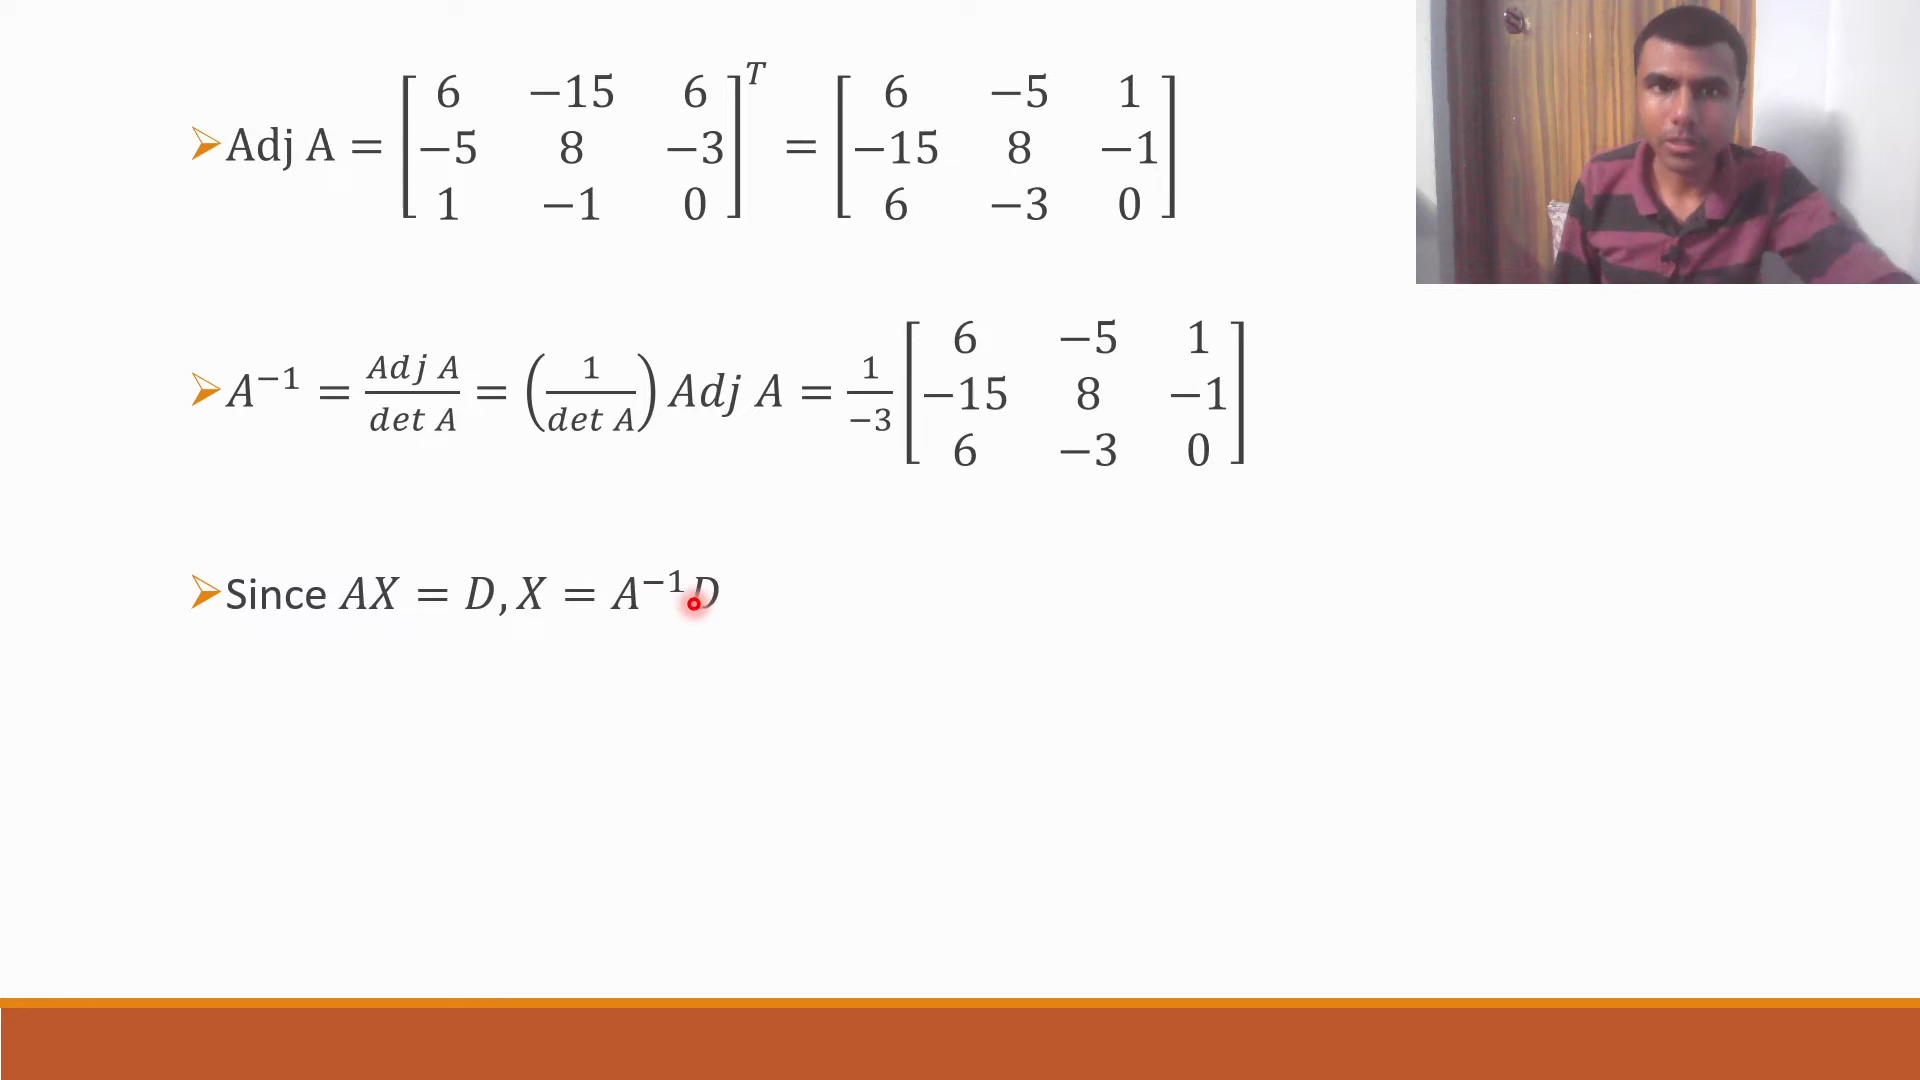 Adj A = [6 −15 6; −5 8 −3; 1 −1 0]^T = [6 −5 1; −15 8 −1; 6 −3 0]
A^−1 = Adj A / det A = (1 / det A) Adj A = 1/−3 [6 −5 1; −15 8 −1; 6 −3 0]
Since AX = D, X = A^−1 D